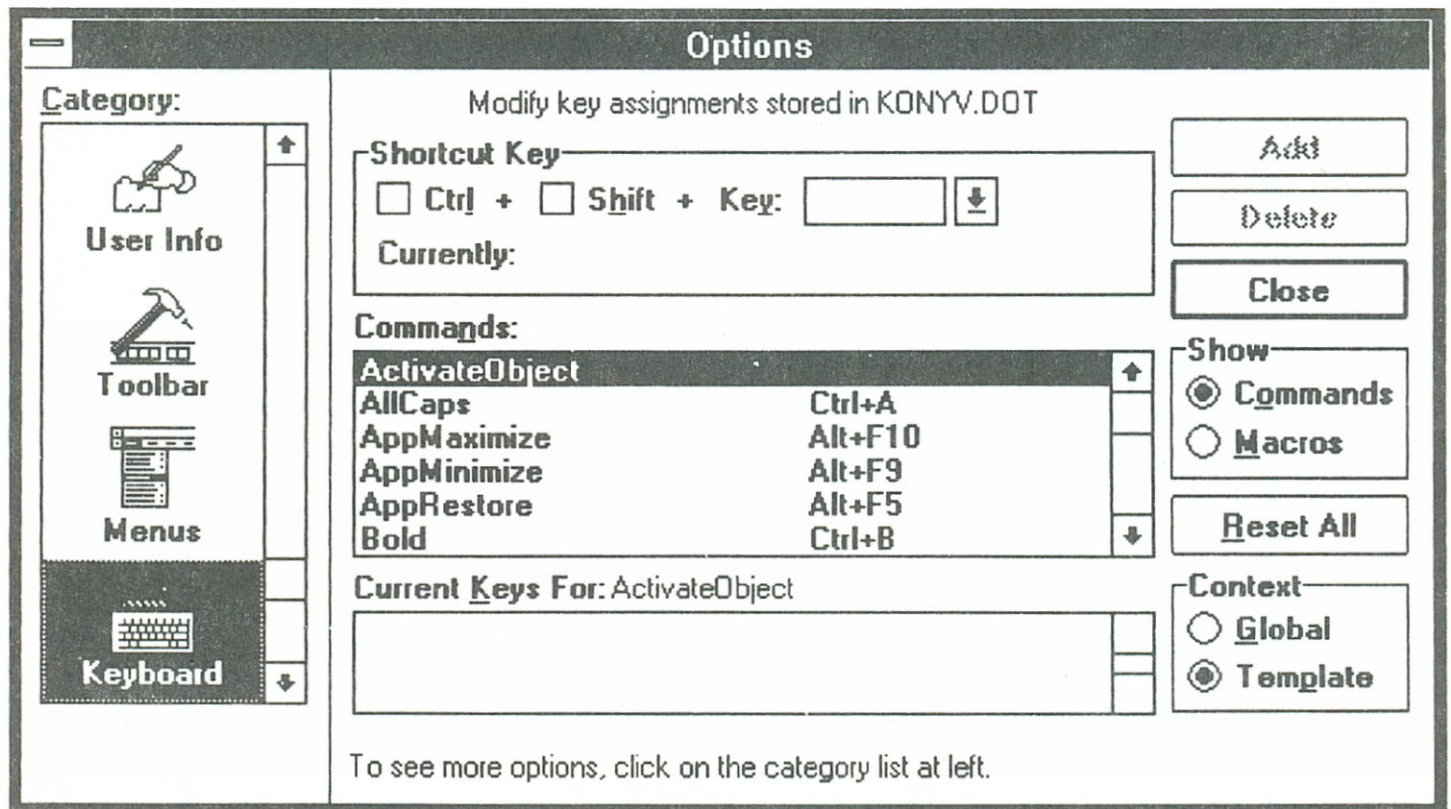 Options
Category:
User Info
Toolbar
Menus
Keyboard
Modify key assignments stored in KONYV.DOT
Shortcut Key
Ctrl + Shift + Key:
Currently:
Commands:
ActivateObject
AllCaps Ctrl+A
AppMaximize Alt+F10
AppMinimize Alt+F9
AppRestore Alt+F5
Bold Ctrl+B
Current Keys For: ActivateObject
To see more options, click on the category list at left.
Add
Delete
Close
Show
Commands
Macros
Reset All
Context
Global
Template